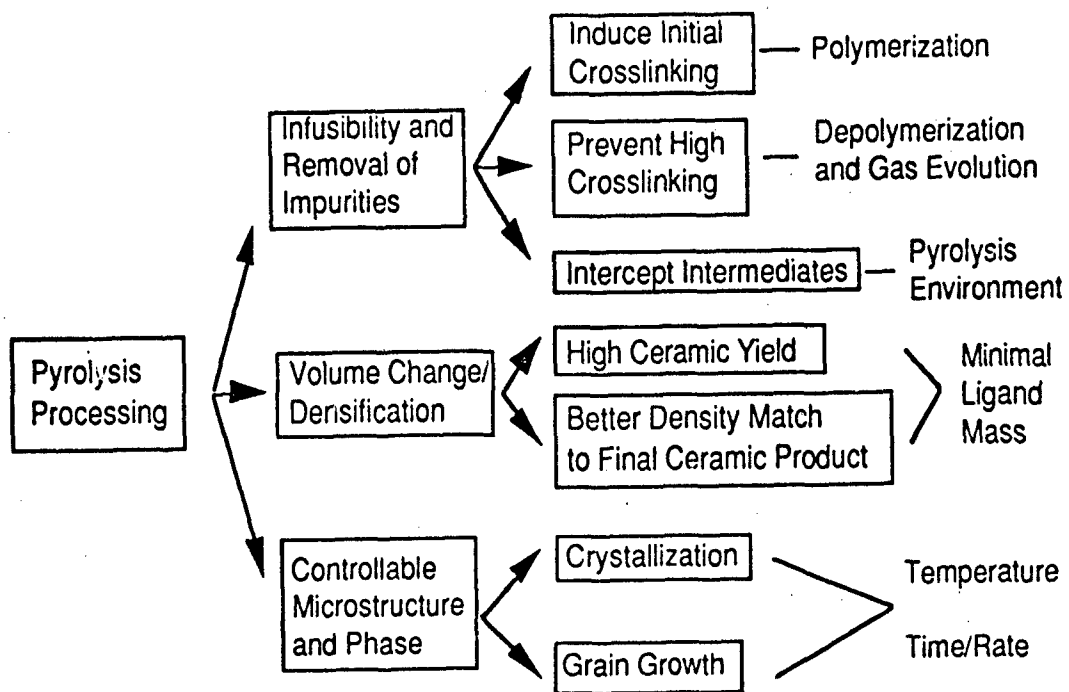 Induce Initial
Crosslinking
Polymerization
Infusibility and
Removal of
Impurities
Prevent High
Crosslinking
Depolymerization
and Gas Evolution
Intercept Intermediates
Pyrolysis
Environment
Pyrolysis
Processing
Volume Change/
Densification
High Ceramic Yield
Better Density Match
to Final Ceramic Product
Minimal
Ligand
Mass
Controllable
Microstructure
and Phase
Crystallization
Grain Growth
Temperature
Time/Rate